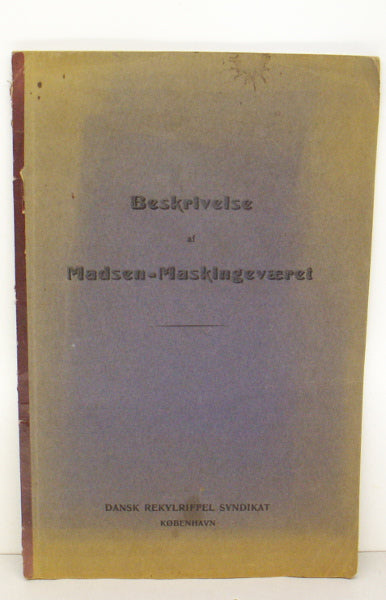 Beskrivelse
af
Madsen-Maskingeværet
DANSK REKYLRIFFEL SYNDIKAT
KØBENHAVN